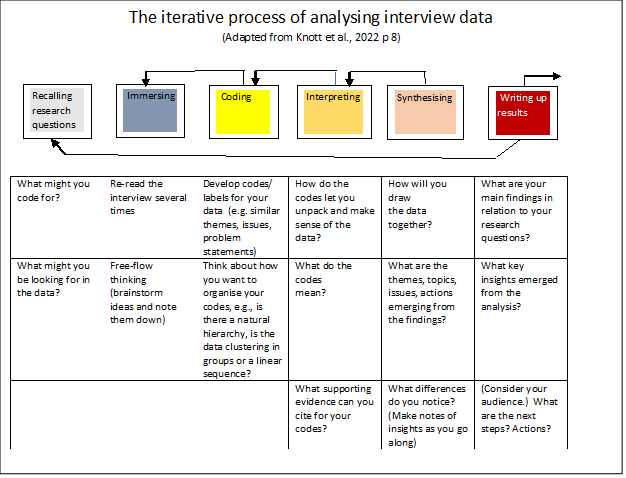 The iterative process of analysing interview data
(Adapted from Knott et al., 2022 p 8)
Recalling
research
questions
Immersing
Coding
Interpreting
Synthesising
Writing up
results
What might you
code for?
Re-read the
interview several
times
Develop codes/
labels for your
data  (e.g. similar
themes, issues,
problem
statements)
How do the
codes let you
unpack and make
sense of the
data?
How will you
draw
the data
together?
What are your
main findings in
relation to your
research
questions?
What might you
be looking for in
the data?
Free-flow
thinking
(brainstorm
ideas and note
them down)
Think about how
you want to
organise your
codes, e.g., is
there a natural
hierarchy, is the
data clustering in
groups or a linear
sequence?
What do the
codes
mean?
What are the
themes, topics,
issues, actions
emerging from
the findings?
What key
insights emerged
from the
analysis?
What supporting
evidence can you
cite for your
codes?
What differences
do you notice?
(Make notes of
insights as you go
along)
(Consider your
audience.)  What
are the next
steps? Actions?